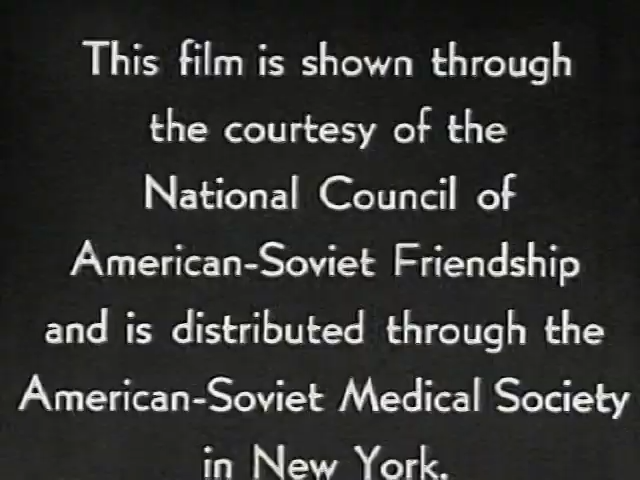 This film is shown through
the courtesy of the
National Council of
American-Soviet Friendship
and is distributed through the
American-Soviet Medical Society
in New York.